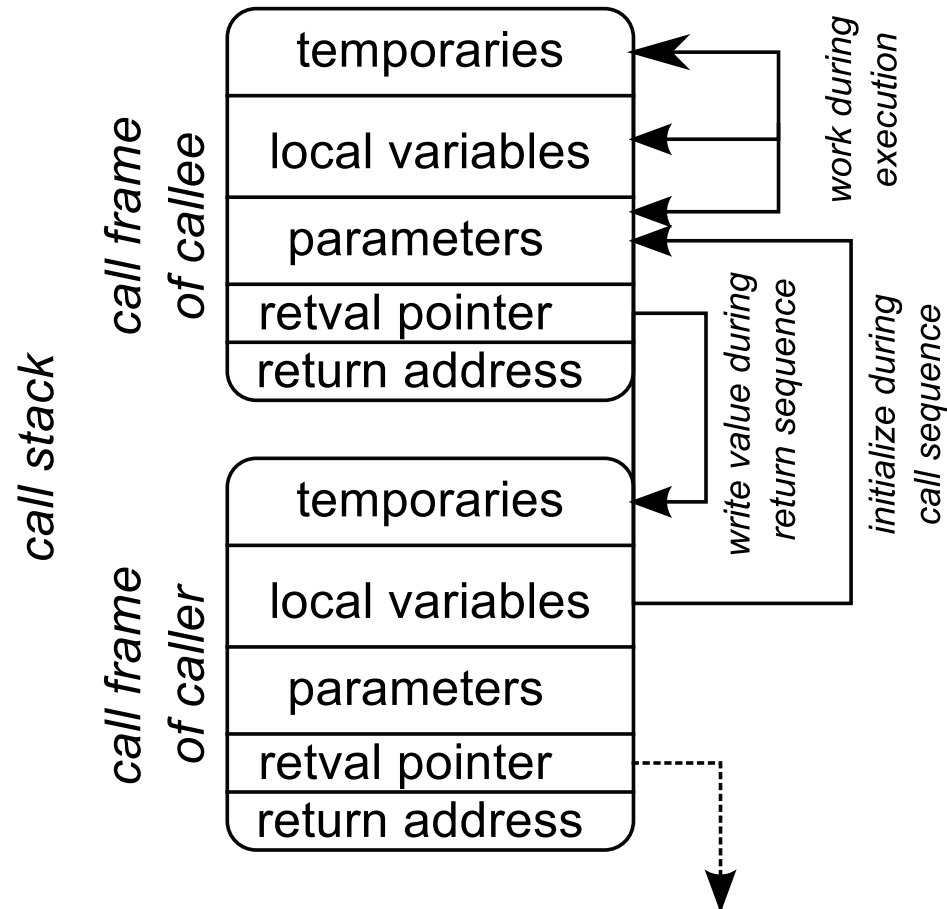 call stack
call frame
of callee
temporaries
local variables
parameters
retval pointer
return address
work during
execution
write value during
return sequence
initialize during
call sequence
call frame
of caller
temporaries
local variables
parameters
retval pointer
return address